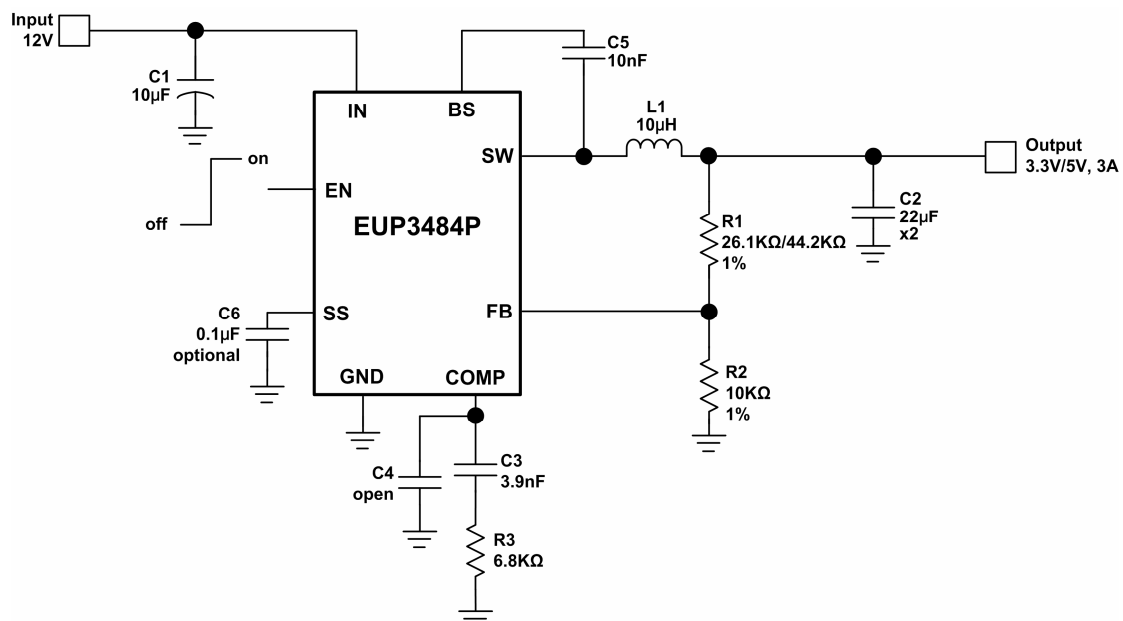 Input
12V
C1
10µF
IN
BS
C5
10nF
L1
10µH
SW
Output
3.3V/5V, 3A
on
off
EN
EUP3484P
C2
22µF
x2
R1
26.1KΩ/44.2KΩ
1%
C6
0.1µF
optional
SS
FB
GND
COMP
R2
10KΩ
1%
C4
open
C3
3.9nF
R3
6.8KΩ